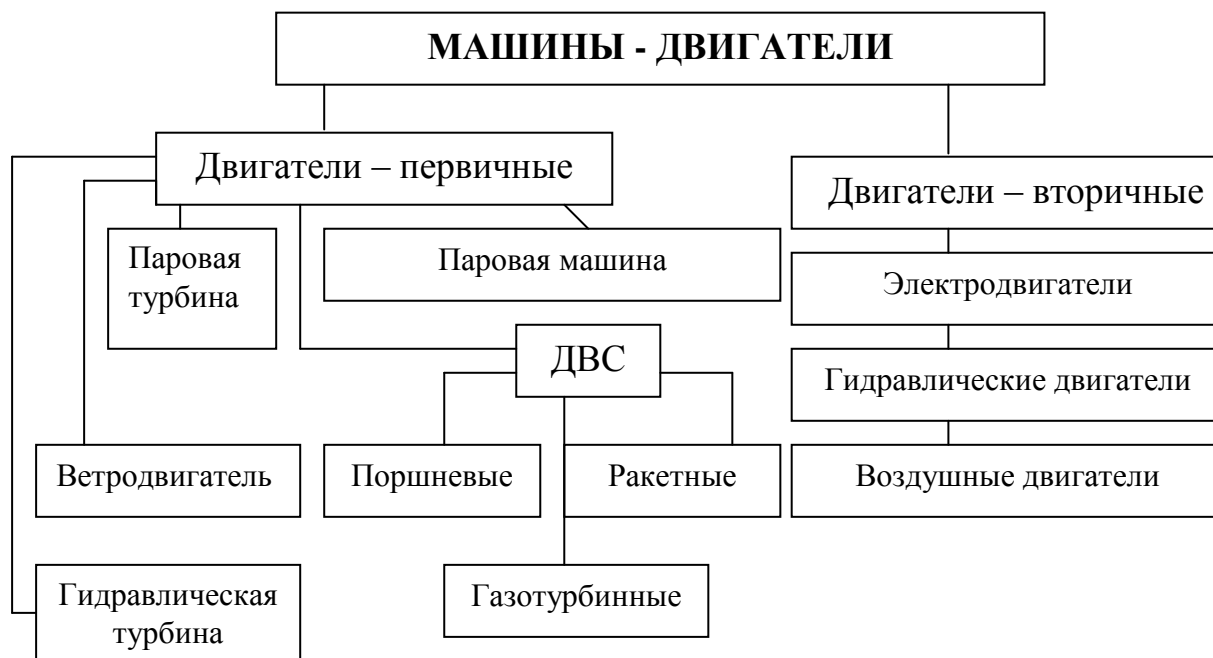 МАШИНЫ - ДВИГАТЕЛИ
Двигатели – первичные
Двигатели – вторичные
Паровая
турбина
Паровая машина
Электродвигатели
ДВС
Гидравлические двигатели
Ветродвигатель
Поршневые
Ракетные
Воздушные двигатели
Гидравлическая
турбина
Газотурбинные